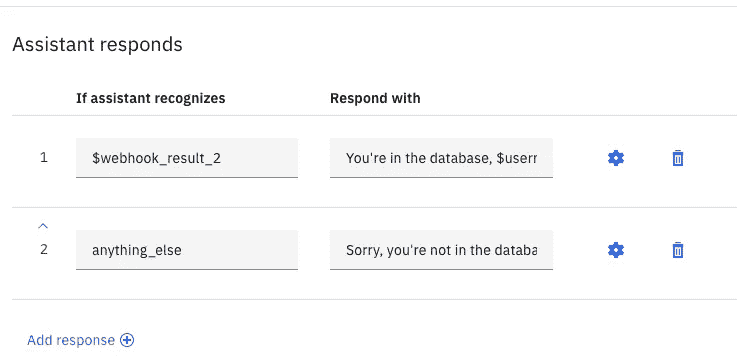 Assistant responds
If assistant recognizes Respond with
1 $webhook_result_2 You're in the database, $userr
2 anything_else Sorry, you're not in the databa
Add response